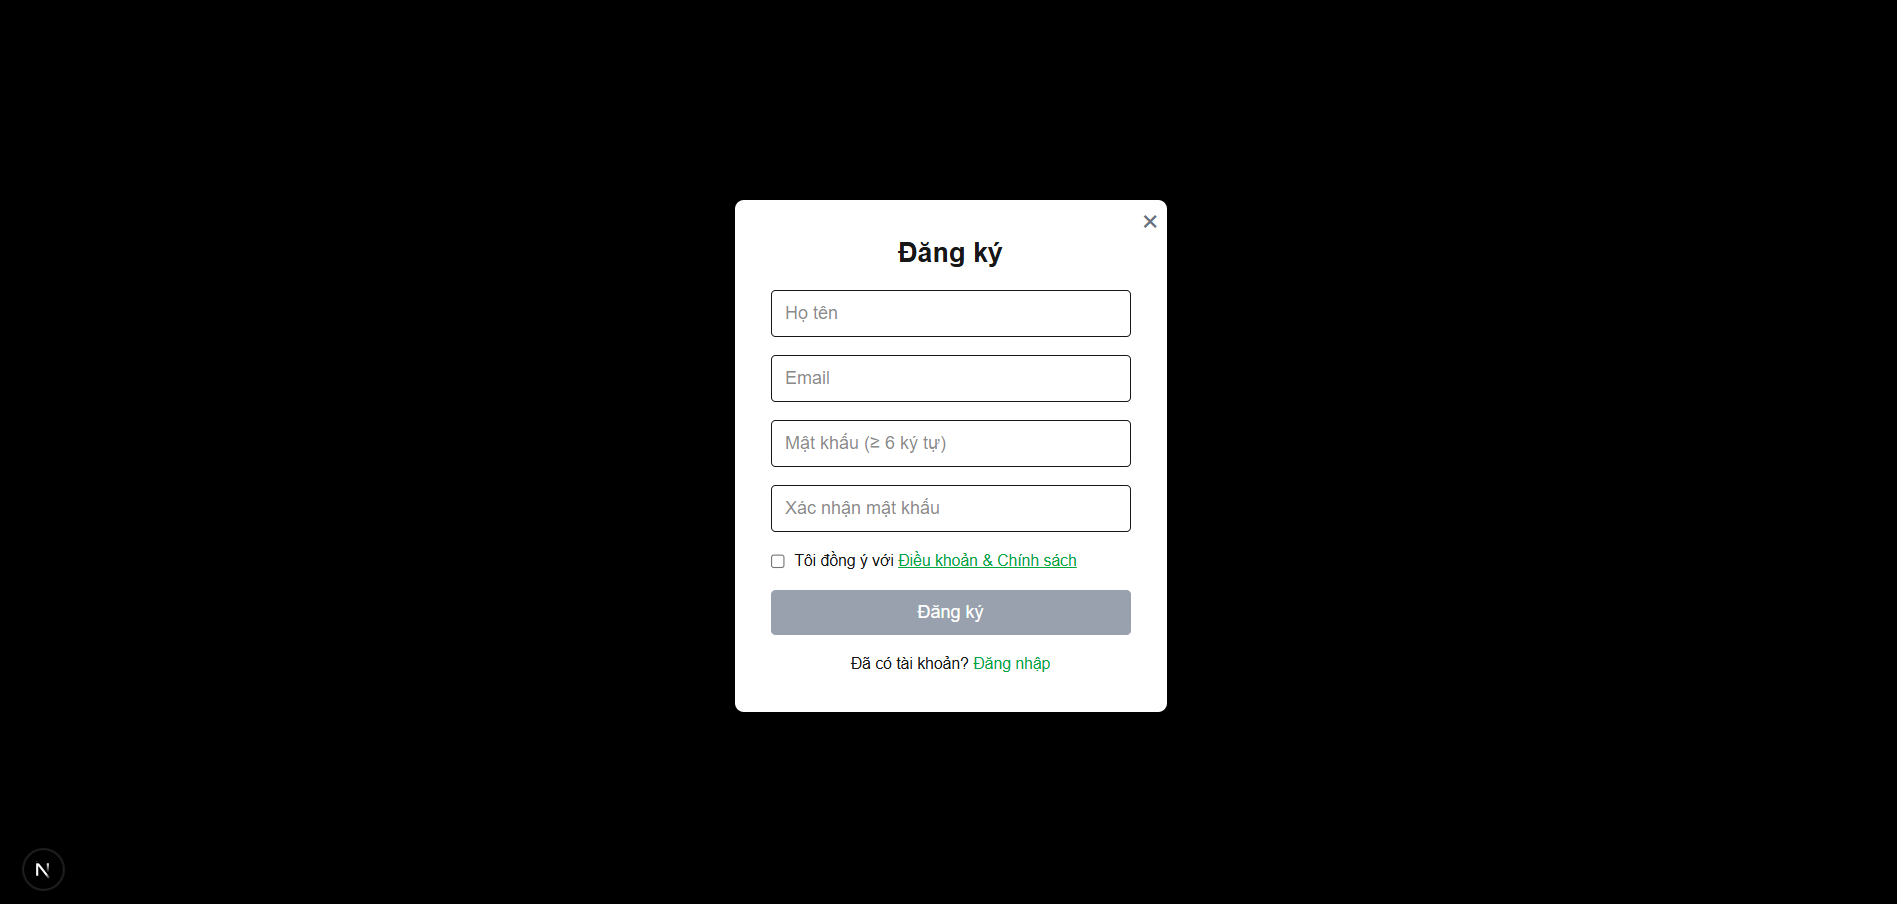 Đăng ký
Họ tên
Email
Mật khẩu (≥ 6 ký tự)
Xác nhận mật khẩu
Tôi đồng ý với Điều khoản & Chính sách
Đăng ký
Đã có tài khoản? Đăng nhập
N